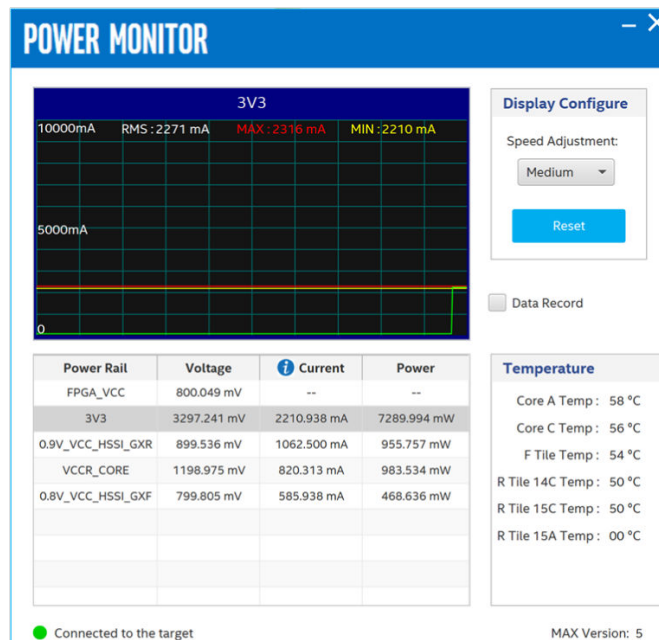 POWER MONITOR
3V3
10000mA RMS : 2271 mA MAX : 2316 mA MIN : 2210 mA
5000mA
0
Display Configure
Speed Adjustment:
Medium
Reset
Data Record
Power Rail Voltage Current Power
FPGA_VCC 800.049 mV -- --
3V3 3297.241 mV 2210.938 mA 7289.994 mW
0.9V_VCC_HSSI_GXR 899.536 mV 1062.500 mA 955.757 mW
VCCR_CORE 1198.975 mV 820.313 mA 983.534 mW
0.8V_VCC_HSSI_GXF 799.805 mV 585.938 mA 468.636 mW
Temperature
Core A Temp : 58 °C
Core C Temp : 56 °C
F Tile Temp : 54 °C
R Tile 14C Temp : 50 °C
R Tile 15C Temp : 50 °C
R Tile 15A Temp : 00 °C
Connected to the target
MAX Version: 5